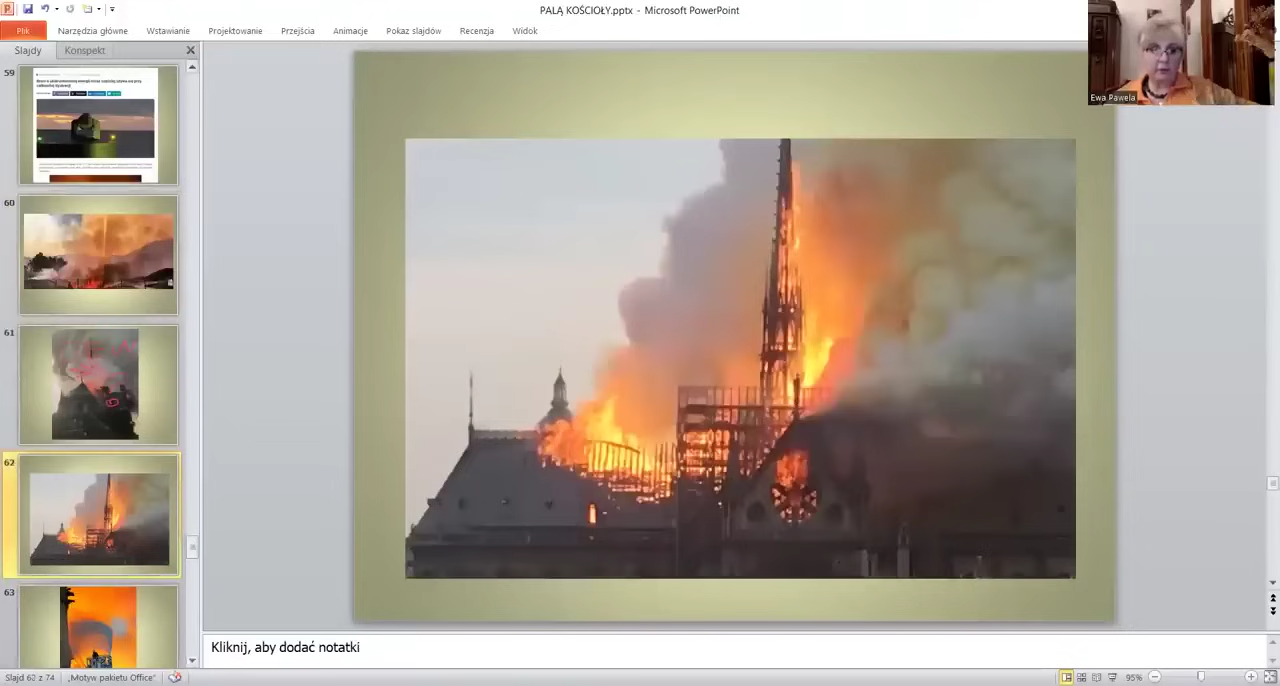 PALĄ KOŚCIOŁY.pptx - Microsoft PowerPoint
Plik
Narzędzia główne
Wstawianie
Projektowanie
Przejścia
Animacje
Pokaz slajdów
Recenzja
Widok
Slajdy
Konspekt
59
60
61
62
63
Ewa Pawela
Kliknij, aby dodać notatki
Slajd 62 z 74
„Motyw pakietu Office”
95%